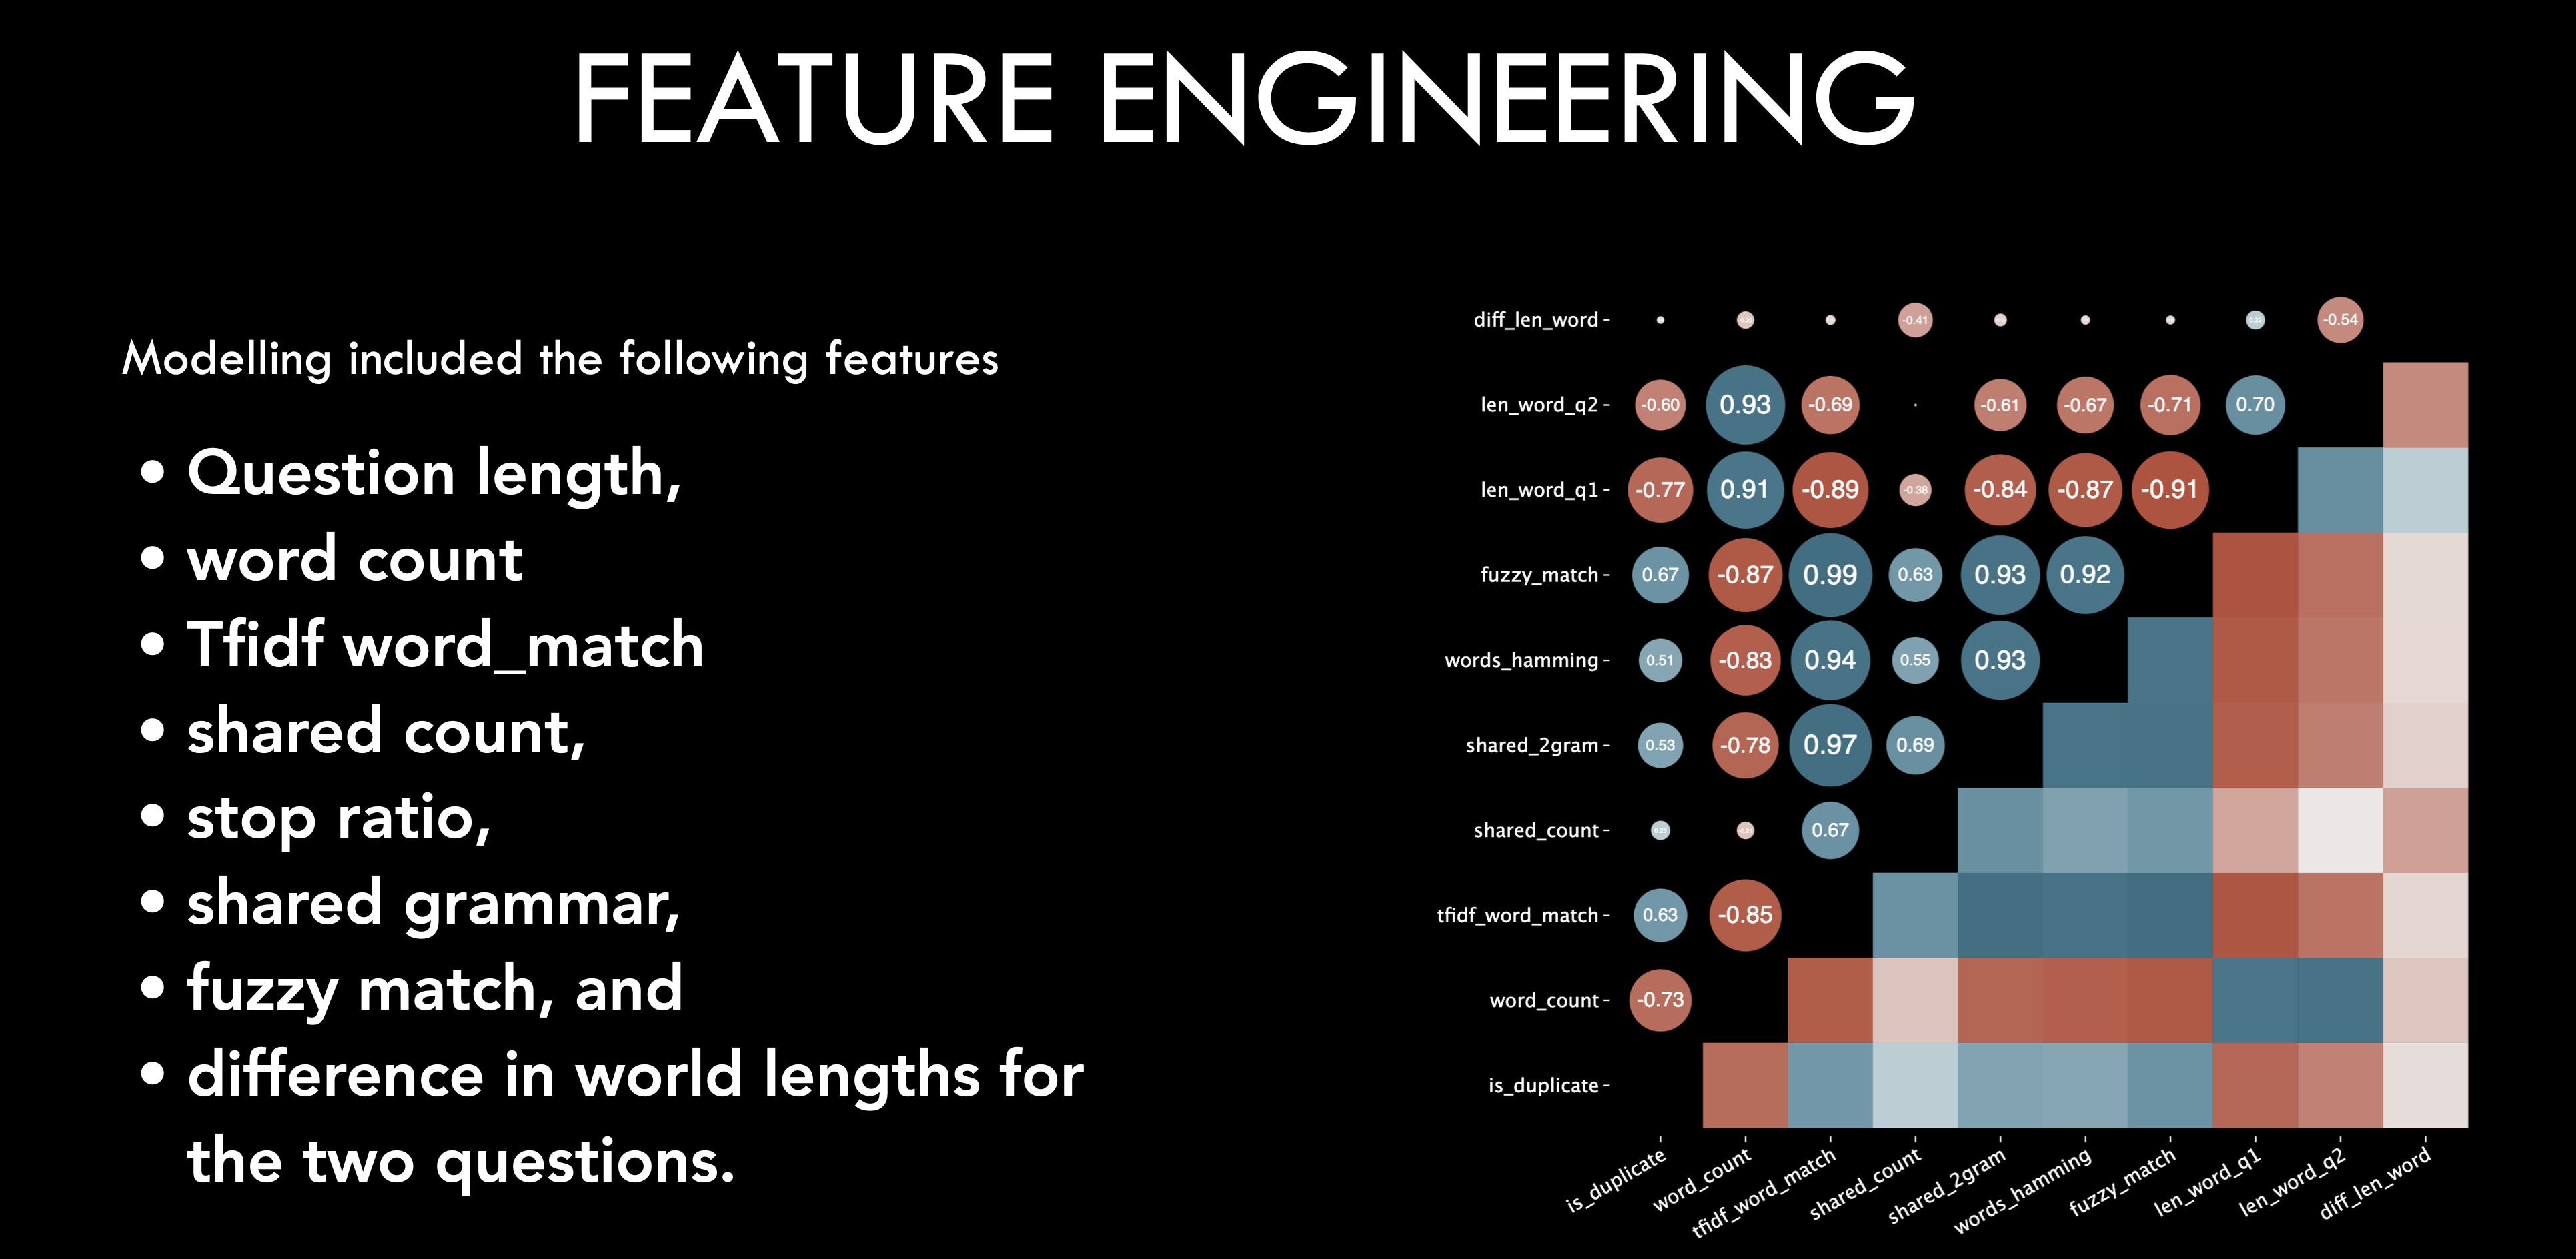 FEATURE ENGINEERING
Modelling included the following features
• Question length,
• word count
• Tfidf word_match
• shared count,
• stop ratio,
• shared grammar,
• fuzzy match, and
• difference in world lengths for
the two questions.
diff_len_word -0.41 -0.54
len_word_q2 -0.60 0.93 -0.69 -0.61 -0.67 -0.71 0.70
len_word_q1 -0.77 0.91 -0.89 -0.38 -0.84 -0.87 -0.91
fuzzy_match 0.67 -0.87 0.99 0.63 0.93 0.92
words_hamming 0.51 -0.83 0.94 0.55 0.93
shared_2gram 0.53 -0.78 0.97 0.69
shared_count 0.67
tfidf_word_match 0.63 -0.85
word_count -0.73
is_duplicate
is_duplicate word_count tfidf_word_match shared_count shared_2gram words_hamming fuzzy_match len_word_q1 len_word_q2 diff_len_word